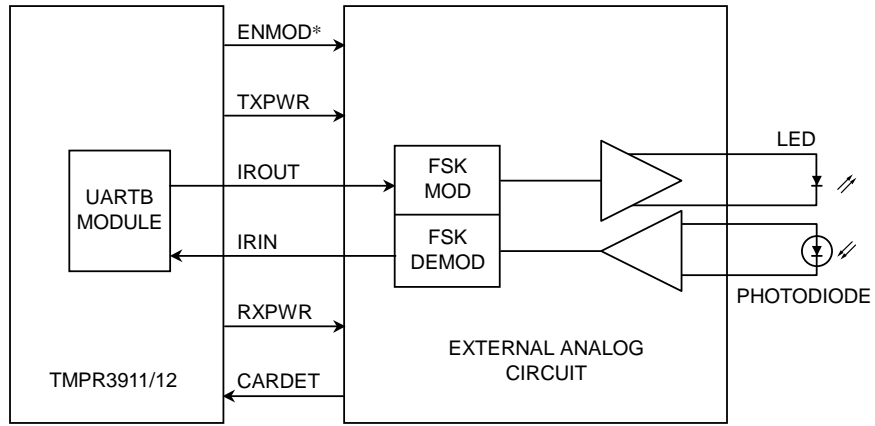 ENMOD*
TXPWR
LED
IROUT
FSK
MOD
UARTB
MODULE
IRIN
FSK
DEMOD
PHOTODIODE
RXPWR
EXTERNAL ANALOG
CIRCUIT
TMPR3911/12
CARDET